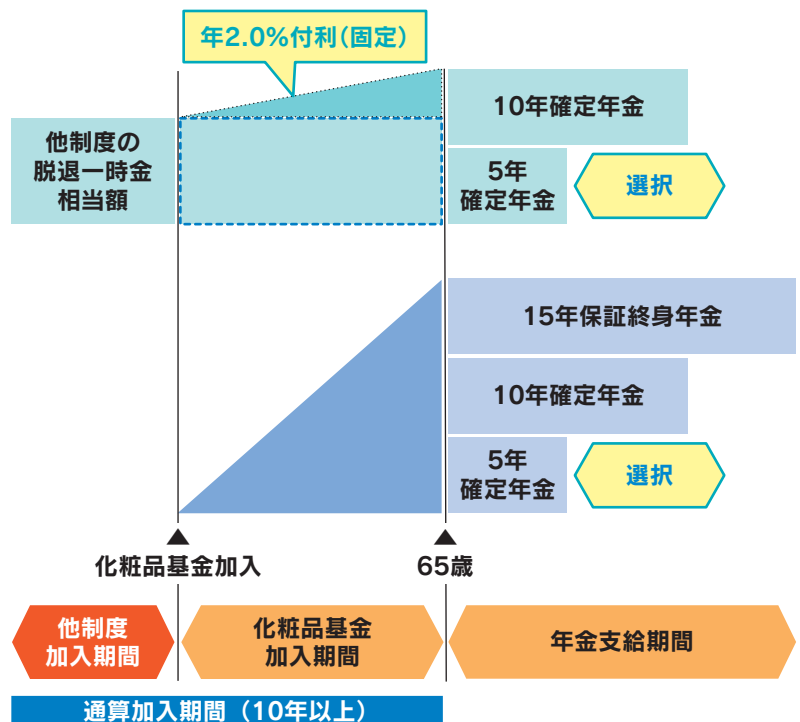 年2.0%付利(固定)
他制度の
脱退一時金
相当額
10年確定年金
5年
確定年金
選択
15年保証終身年金
10年確定年金
5年
確定年金
選択
化粧品基金加入
65歳
他制度
加入期間
化粧品基金
加入期間
年金支給期間
通算加入期間（10年以上）